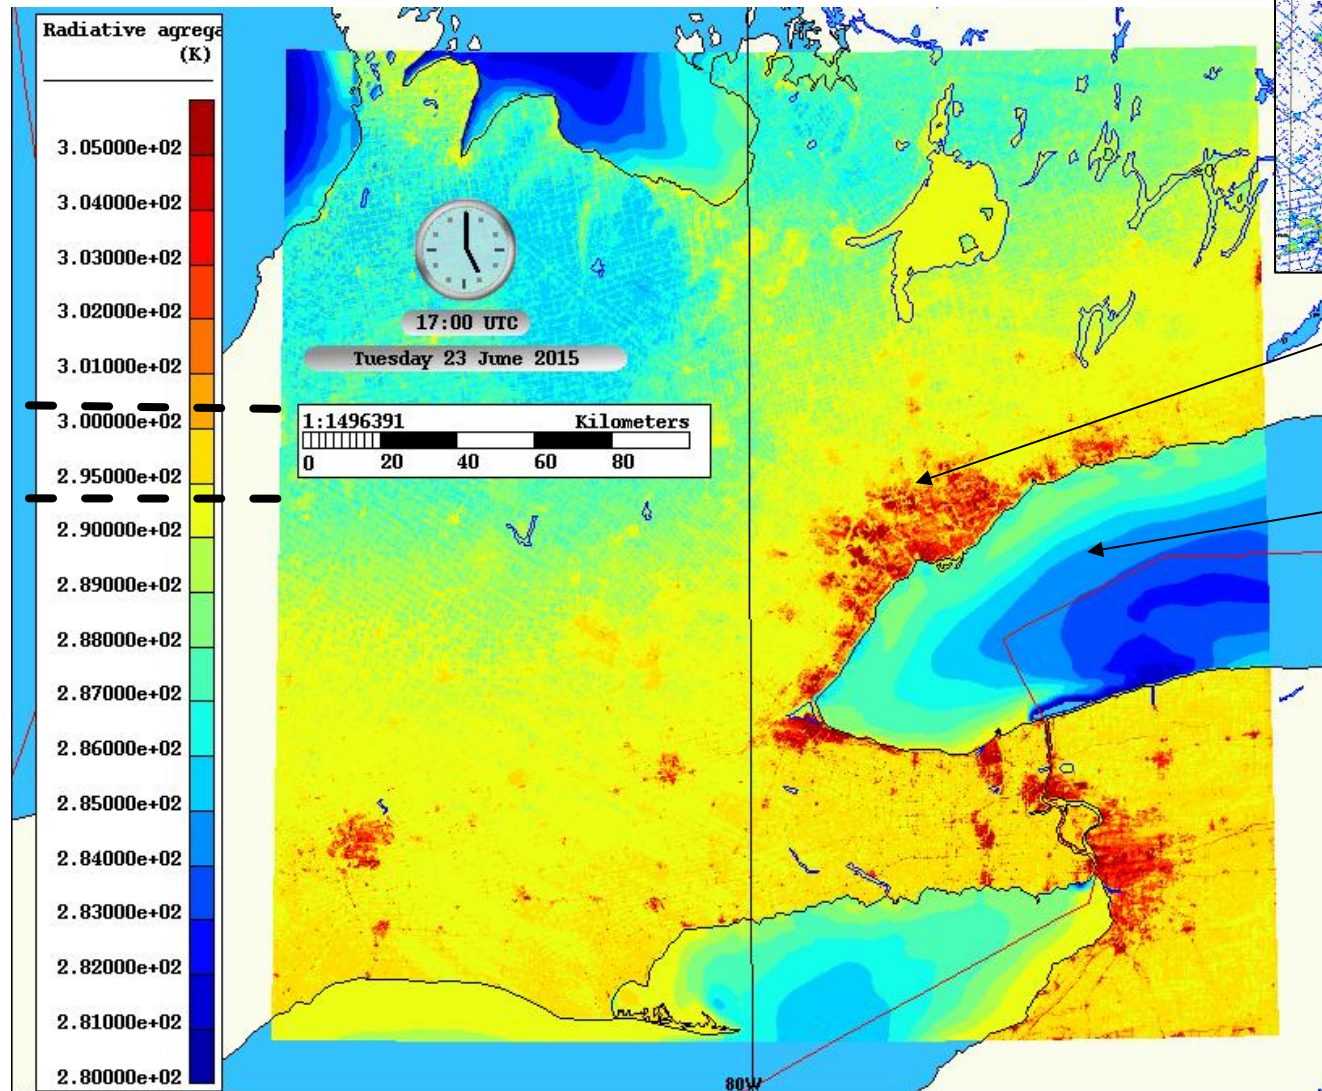 Radiative agrega
(K)
3.05000e+02
3.04000e+02
3.03000e+02
3.02000e+02
3.01000e+02
3.00000e+02
2.95000e+02
2.90000e+02
2.89000e+02
2.88000e+02
2.87000e+02
2.86000e+02
2.85000e+02
2.84000e+02
2.83000e+02
2.82000e+02
2.81000e+02
2.80000e+02
17:00 UTC
Tuesday 23 June 2015
1:1496391 Kilometers
0 20 40 60 80
80W